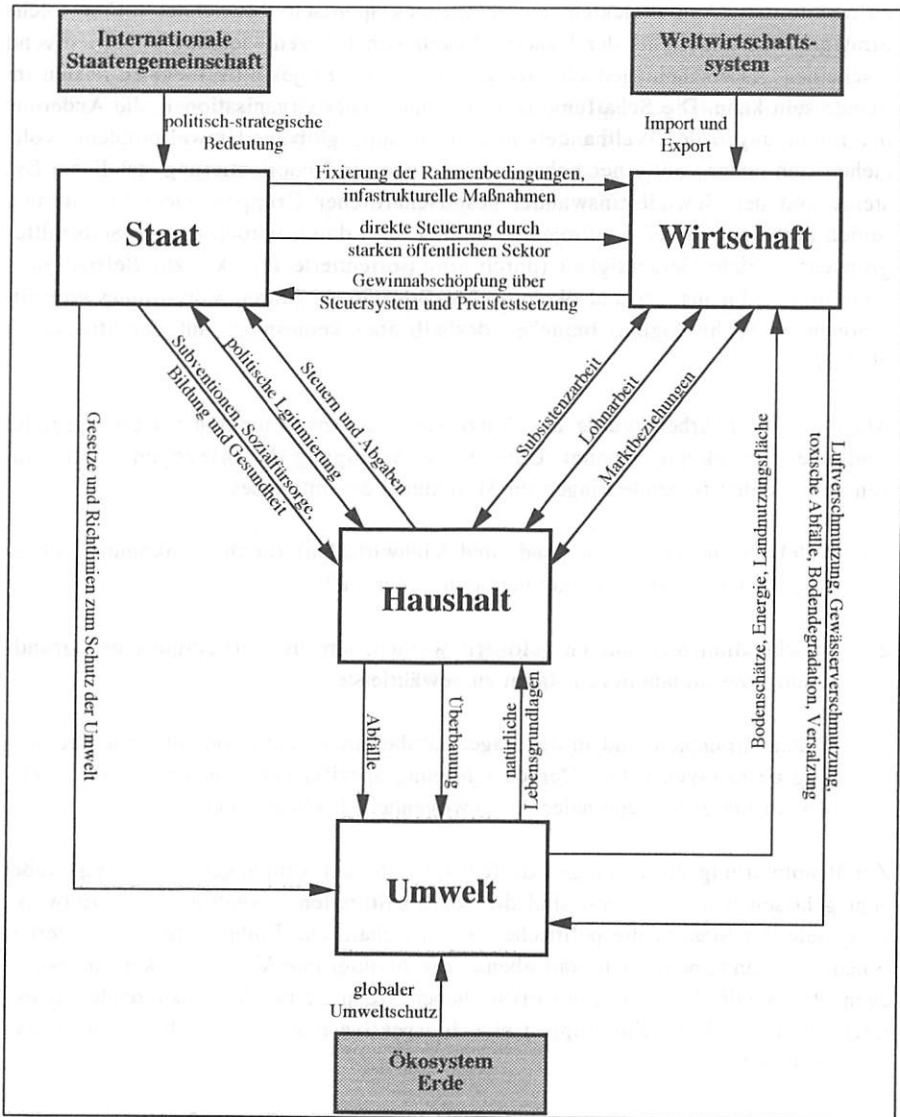 Internationale
Staatengemeinschaft
Weltwirtschafts-
system
politisch-strategische
Bedeutung
Import und
Export
Staat
Fixierung der Rahmenbedingungen,
infastrukturelle Maßnahmen
direkte Steuerung durch
starken öffentlichen Sektor
Gewinnabschöpfung über
Steuersystem und Preisfestsetzung
Wirtschaft
Gesetze und Richtlinien zum Schutz der Umwelt
Subventionen, Sozialfürsorge,
Bildung und Gesundheit
politische Lgitimierung
Steuern und Abgaben
Subsistenzarbeit
Lohnarbeit
Marktbeziehungen
Bodenschätze, Energie, Landnutzungsfläche
Luftverschmutzung, Gewässerverschmutzung,
toxische Abfälle, Bodendegradation, Versalzung
Haushalt
Abfälle
Überbauung
natürliche
Lebensgrundlagen
Umwelt
globaler
Umweltschutz
Ökosystem
Erde